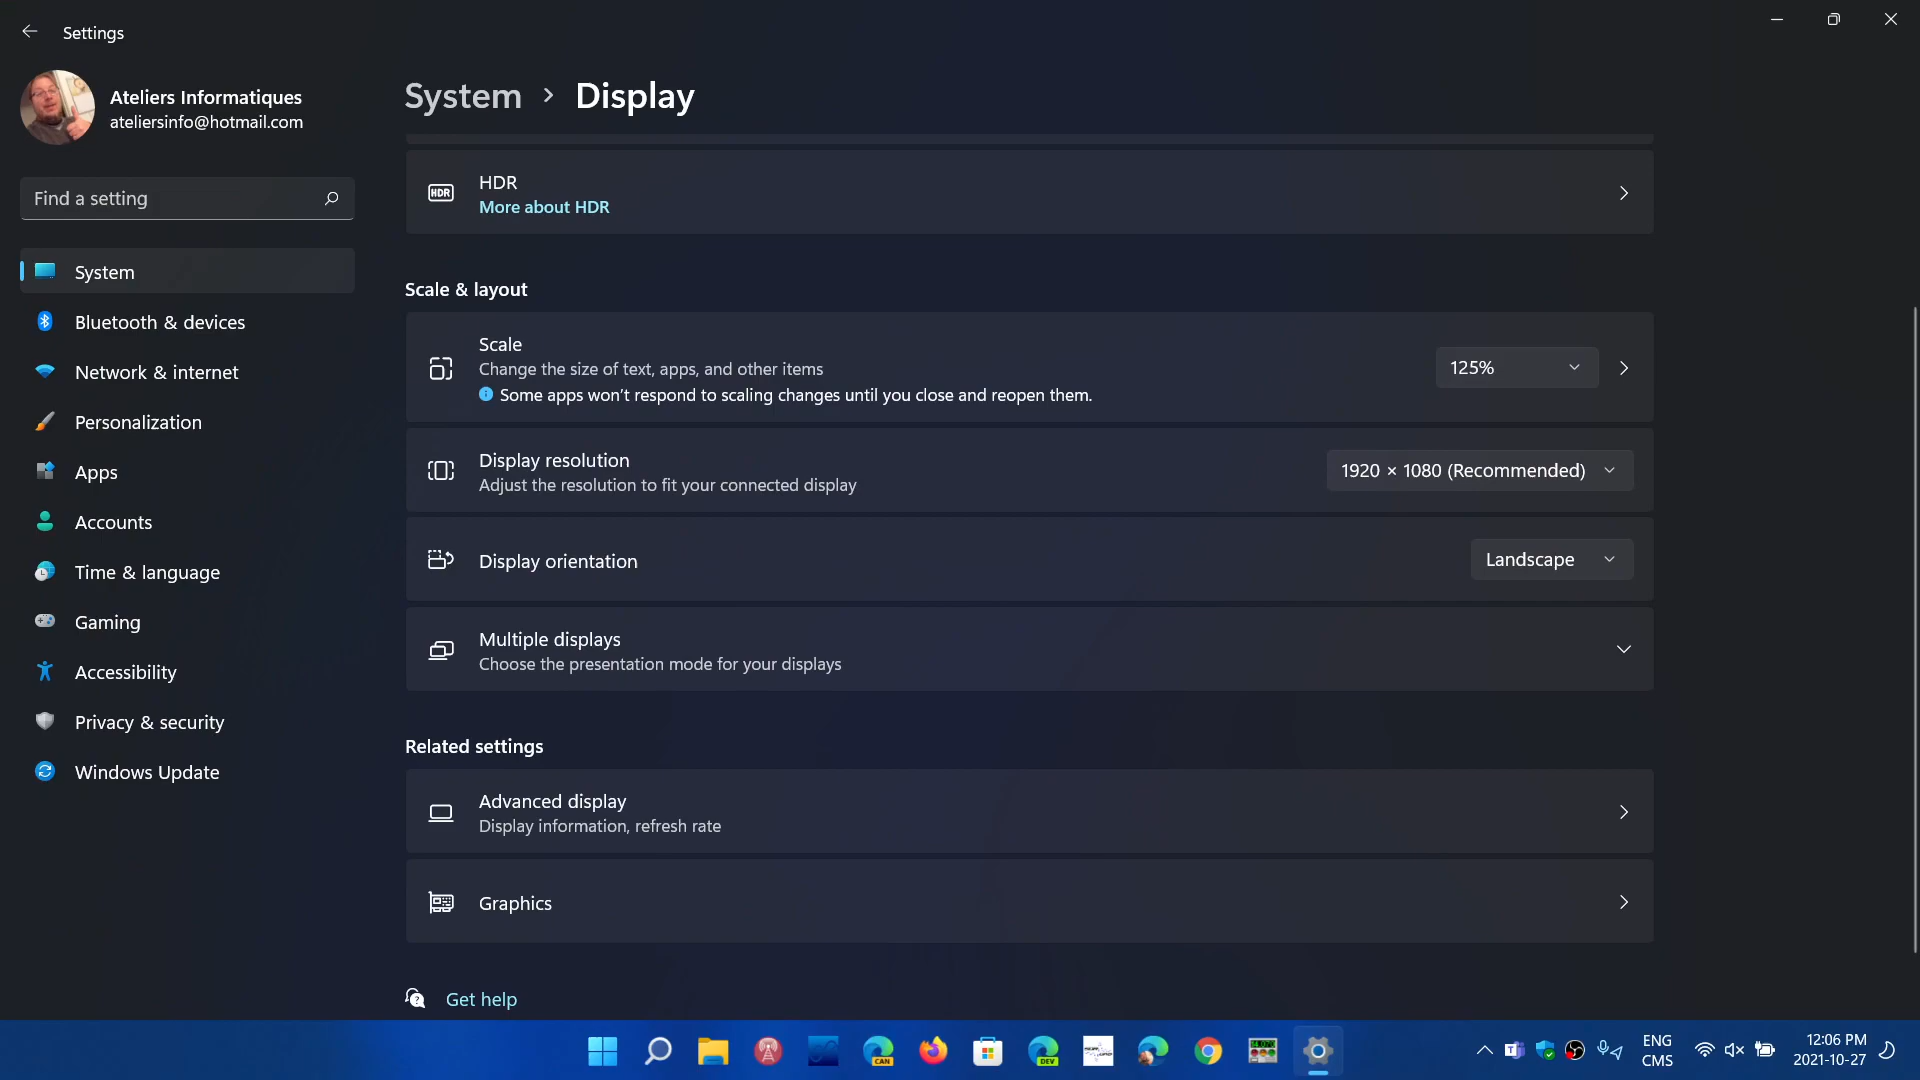 Settings
Ateliers Informatiques
ateliersinfo@hotmail.com
Find a setting
System
Bluetooth & devices
Network & internet
Personalization
Apps
Accounts
Time & language
Gaming
Accessibility
Privacy & security
Windows Update
System > Display
HDR
HDR
More about HDR
Scale & layout
Scale
Change the size of text, apps, and other items
Some apps won't respond to scaling changes until you close and reopen them.
125%
Display resolution
Adjust the resolution to fit your connected display
1920 × 1080 (Recommended)
Display orientation
Landscape
Multiple displays
Choose the presentation mode for your displays
Related settings
Advanced display
Display information, refresh rate
Graphics
Get help
CAN
DEV
ENG
CMS
12:06 PM
2021-10-27